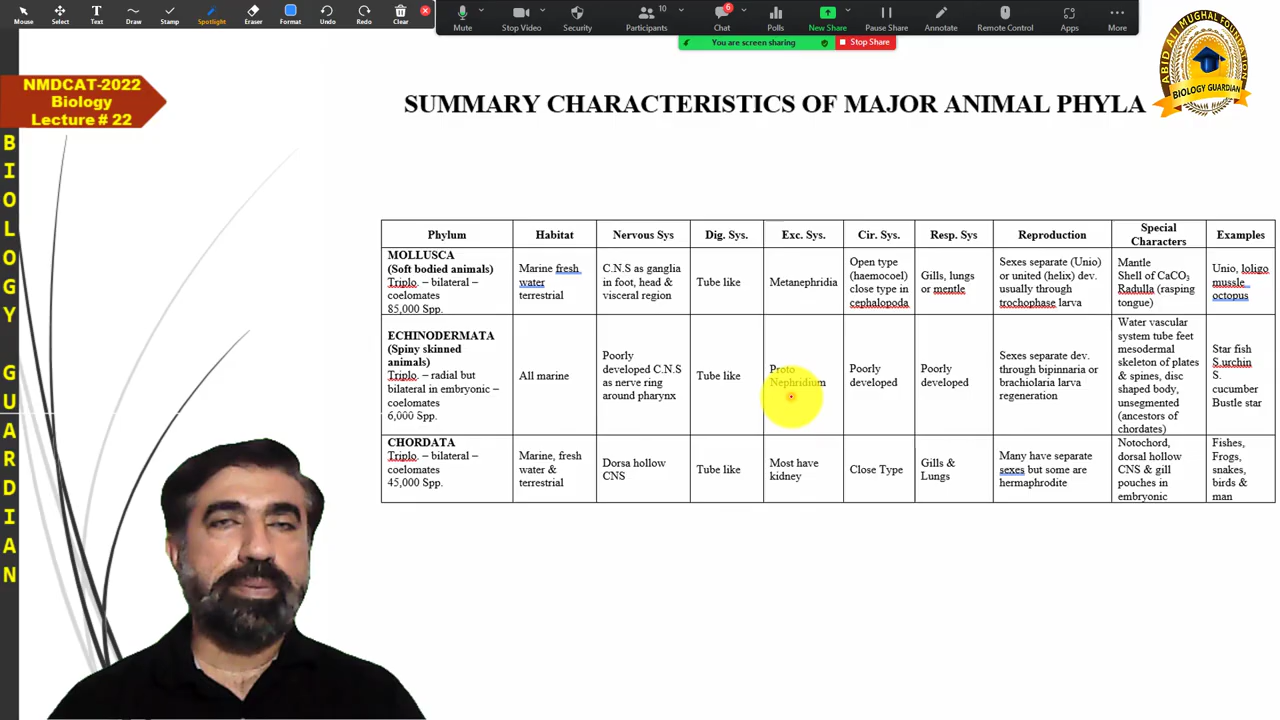 Mouse
Select
Text
Draw
Stamp
Spotlight
Eraser
Format
Undo
Redo
Clear
Mute
Stop Video
Security
Participants
10
Chat
6
Polls
New Share
Pause Share
Annotate
Remote Control
Apps
More
You are screen sharing
Stop Share
ABID ALI MUGHAL FOUNDATION
BIOLOGY GUARDIAN
NMDCAT-2022
Biology
Lecture # 22
BIOLOGY GUARDIAN
SUMMARY CHARACTERISTICS OF MAJOR ANIMAL PHYLA
Phylum
Habitat
Nervous Sys
Dig. Sys.
Exc. Sys.
Cir. Sys.
Resp. Sys
Reproduction
Special
Characters
Examples
MOLLUSCA
(Soft bodied animals)
Triplo. – bilateral –
coelomates
85,000 Spp.
Marine fresh
water
terrestrial
C.N.S as ganglia
in foot, head &
visceral region
Tube like
Metanephridia
Open type
(haemocoel)
close type in
cephalopoda
Gills, lungs
or mentle
Sexes separate (Unio)
or united (helix) dev.
usually through
trochophase larva
Mantle
Shell of CaCO3
Radulla (rasping
tongue)
Unio, loligo
mussle
octopus
ECHINODERMATA
(Spiny skinned
animals)
Triplo. – radial but
bilateral in embryonic –
coelomates
6,000 Spp.
All marine
Poorly
developed C.N.S
as nerve ring
around pharynx
Tube like
Proto
Nephridium
Poorly
developed
Poorly
developed
Sexes separate dev.
through bipinnaria or
brachiolaria larva
regeneration
Water vascular
system tube feet
mesodermal
skeleton of plates
& spines, disc
shaped body,
unsegmented
(ancestors of
chordates)
Star fish
S.urchin
S.
cucumber
Bustle star
CHORDATA
Triplo. – bilateral –
coelomates
45,000 Spp.
Marine, fresh
water &
terrestrial
Dorsa hollow
CNS
Tube like
Most have
kidney
Close Type
Gills &
Lungs
Many have separate
sexes but some are
hermaphrodite
Notochord,
dorsal hollow
CNS & gill
pouches in
embryonic
Fishes,
Frogs,
snakes,
birds &
man